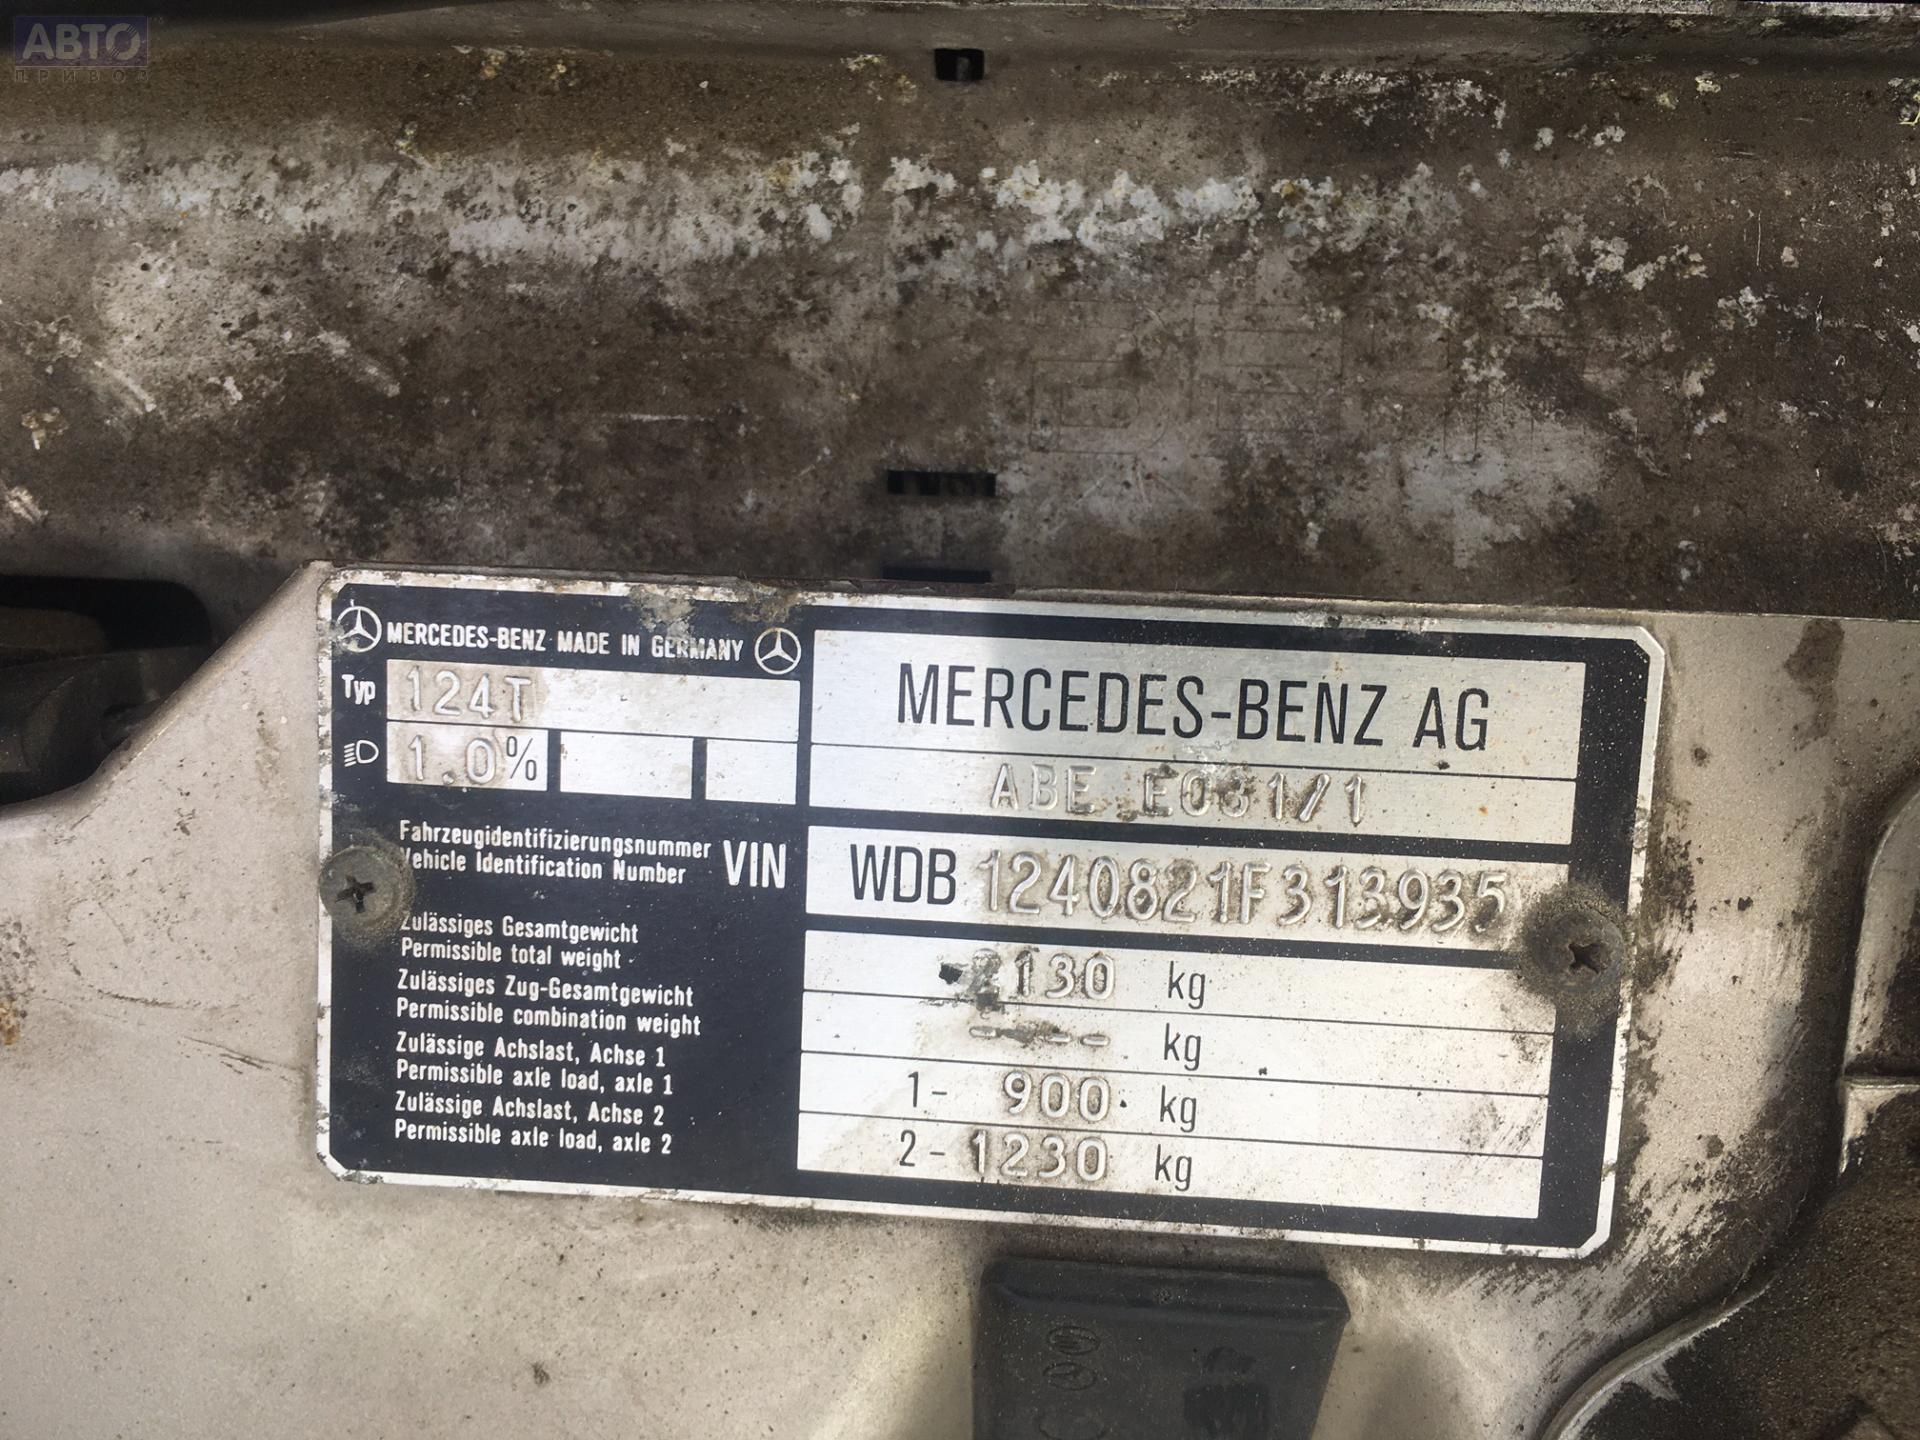 АВТО
ПРИВОЗ
MERCEDES-BENZ MADE IN GERMANY
Typ 124T
1.0%
MERCEDES-BENZ AG
ABE E031/1
Fahrzeugidentifizierungsnummer
Vehicle Identification Number
VIN
WDB 1240821F313935
Zulässiges Gesamtgewicht
Permissible total weight
2130 kg
Zulässiges Zug-Gesamtgewicht
Permissible combination weight
---- kg
Zulässige Achslast, Achse 1
Permissible axle load, axle 1
1- 900 kg
Zulässige Achslast, Achse 2
Permissible axle load, axle 2
2- 1230 kg